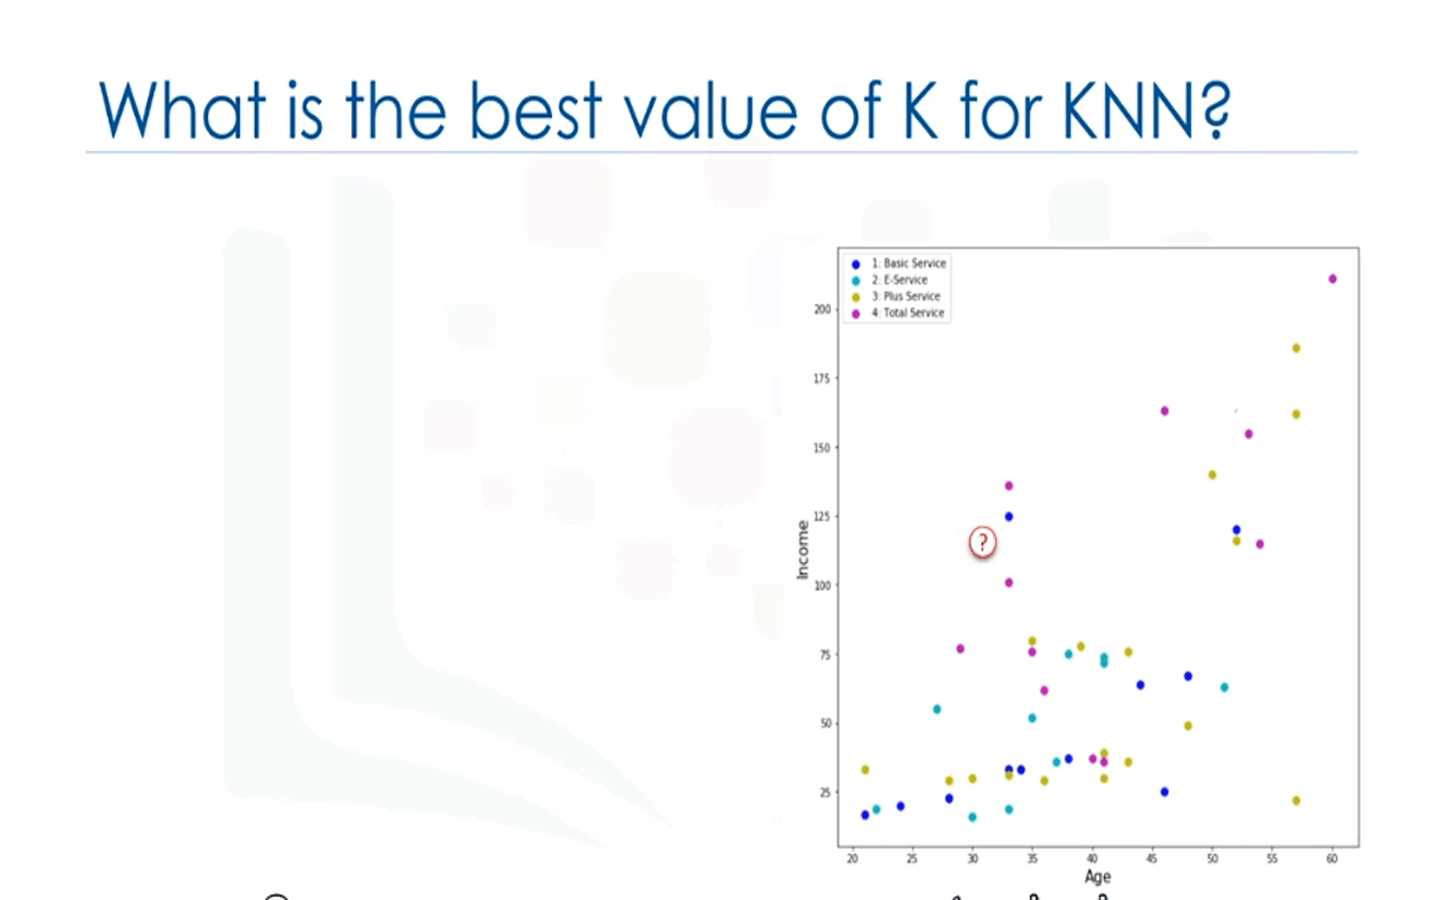 What is the best value of K for KNN?
1: Basic Service
2: E-Service
3: Plus Service
4: Total Service
200
175
150
125
100
75
50
25
Income
?
20 25 30 35 40 45 50 55 60
Age